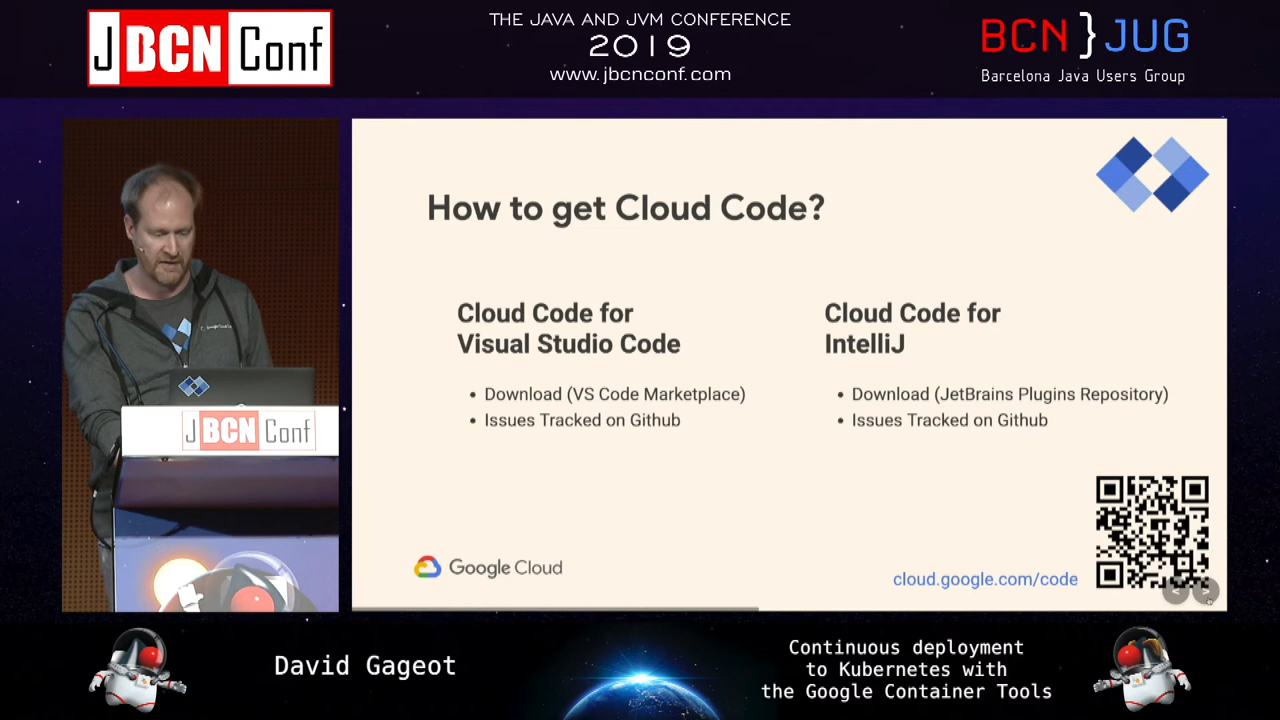 JBCN Conf
THE JAVA AND JVM CONFERENCE
2019
www.jbcnconf.com
BCN}JUG
Barcelona Java Users Group
How to get Cloud Code?
Cloud Code for
Visual Studio Code
• Download (VS Code Marketplace)
• Issues Tracked on Github
Cloud Code for
IntelliJ
• Download (JetBrains Plugins Repository)
• Issues Tracked on Github
Google Cloud
cloud.google.com/code
< >
JBCN Conf
David Gageot
Continuous deployment
to Kubernetes with
the Google Container Tools